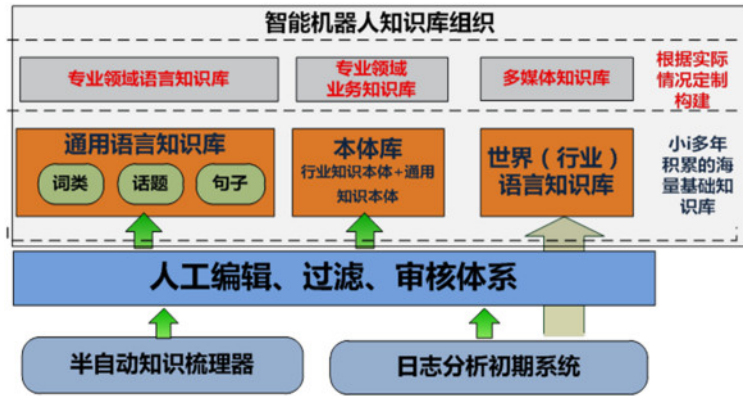 智能机器人知识库组织
专业领域语言知识库
专业领域
业务知识库
多媒体知识库
根据实际
情况定制
构建
通用语言知识库
词类
话题
句子
本体库
行业知识本体+通用
知识本体
世界（行业）
语言知识库
小i多年
积累的海
量基础知
识库
人工编辑、过滤、审核体系
半自动知识梳理器
日志分析初期系统